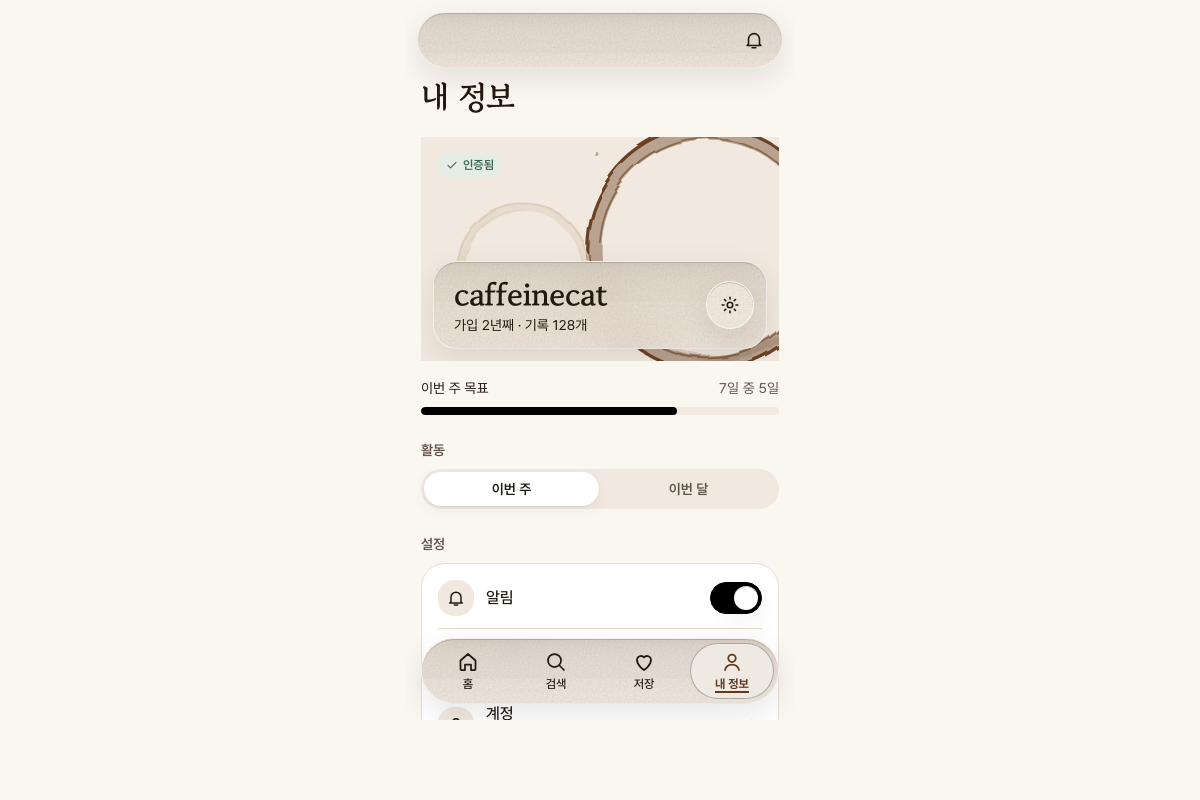 내 정보
인증됨
caffeinecat
가입 2년째 · 기록 128개
이번 주 목표
7일 중 5일
활동
이번 주
이번 달
설정
알림
홈
검색
저장
내 정보
계정